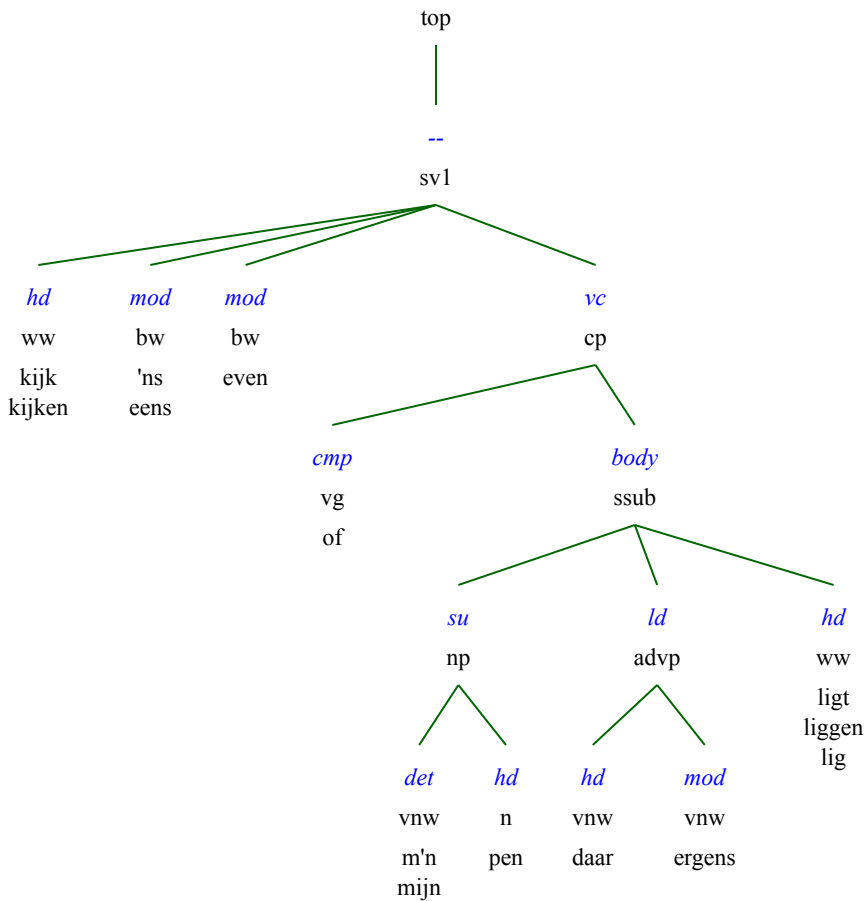 top
--
sv1
hd mod mod vc
ww bw bw cp
kijk 'ns even
kijken eens
cmp body
vg ssub
of
su ld hd
np advp ww
ligt
liggen
lig
det hd hd mod
vnw n vnw vnw
m'n pen daar ergens
mijn